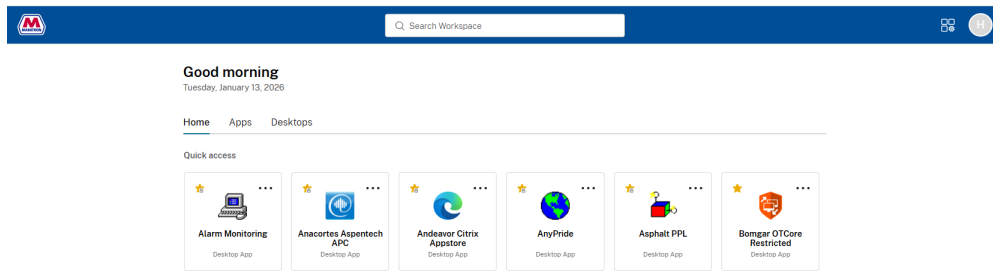 MARATHON
Search Workspace
H
Good morning
Tuesday, January 13, 2026
Home Apps Desktops
Quick access
Alarm Monitoring
Desktop App
Anacortes Aspentech
APC
Desktop App
Andeavor Citrix
Appstore
Desktop App
AnyPride
Desktop App
Asphalt PPL
Desktop App
Bomgar OTCore
Restricted
Desktop App